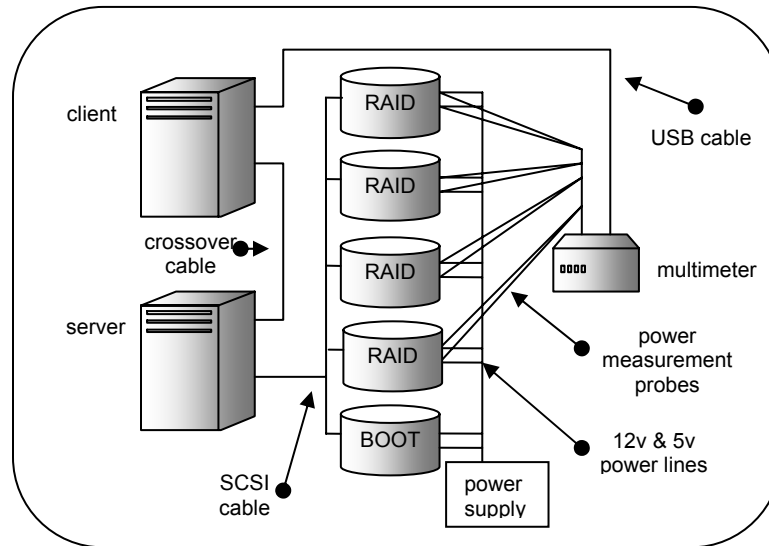 client
RAID
USB cable
RAID
crossover
cable
RAID
multimeter
server
RAID
power
measurement
probes
BOOT
12v & 5v
power lines
SCSI
cable
power
supply